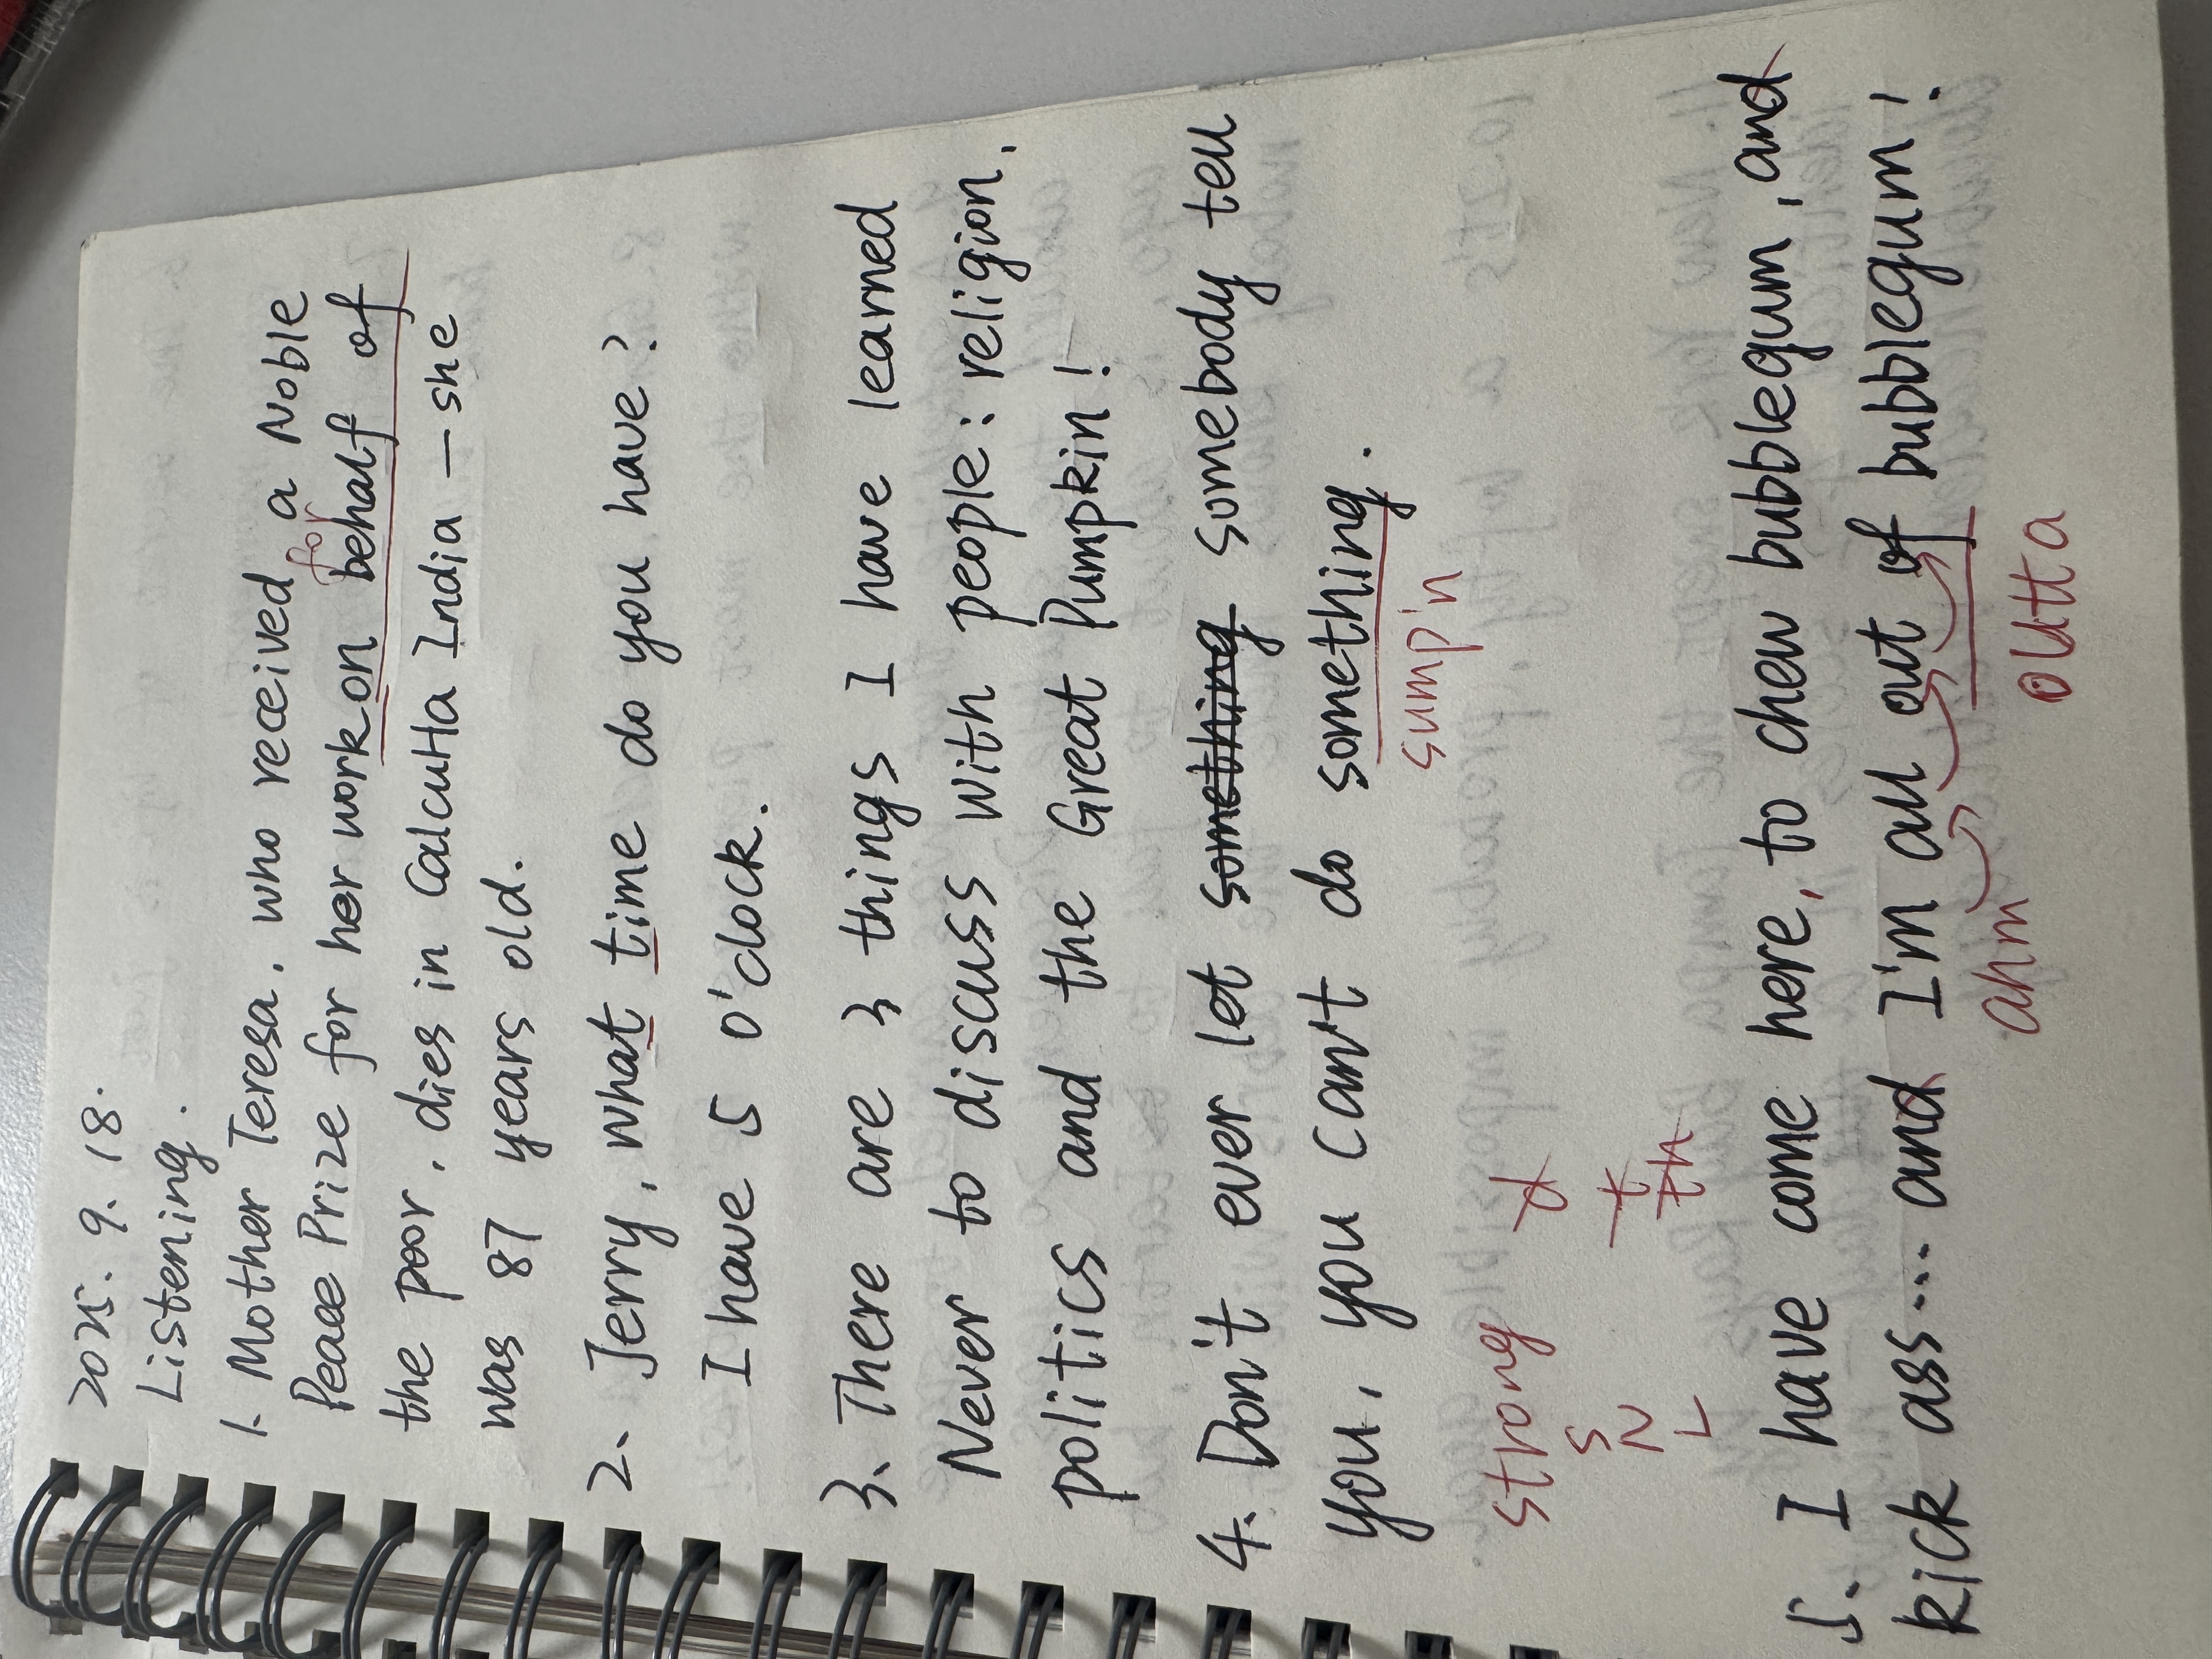 2025. 9. 18.
Listening.
1. Mother Teresa, who received a Noble
for
Peace Prize for her work on behalf of
the poor, dies in Calcutta India — she
was 87 years old.
2、 Jerry, what time do you have?
I have 5 o'clock.
3、 There are 3 things I have learned
Never to discuss with people: religion,
politics and the Great Pumpkin!
4. Don't ever let something somebody tell
you, you can't do something.
sump'n
strong d
S
N t
L th
5. I have come here, to chew bubblegum, and
kick ass... and I'm all out of bubblegum!
ahm outta